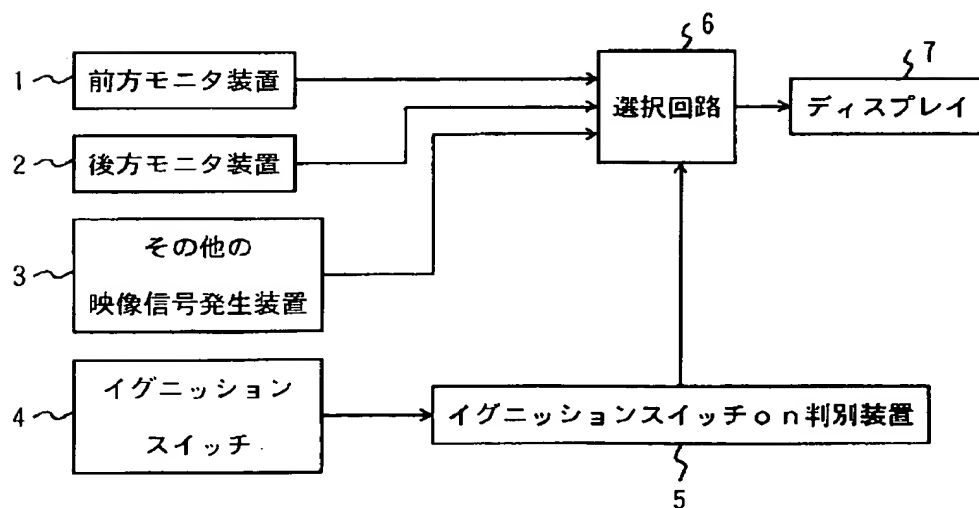 6
7
1
前方モニタ装置
選択回路
ディスプレイ
2
後方モニタ装置
その他の
3
映像信号発生装置
イグニッション
4
スイッチ
イグニッションスイッチon判別装置
5